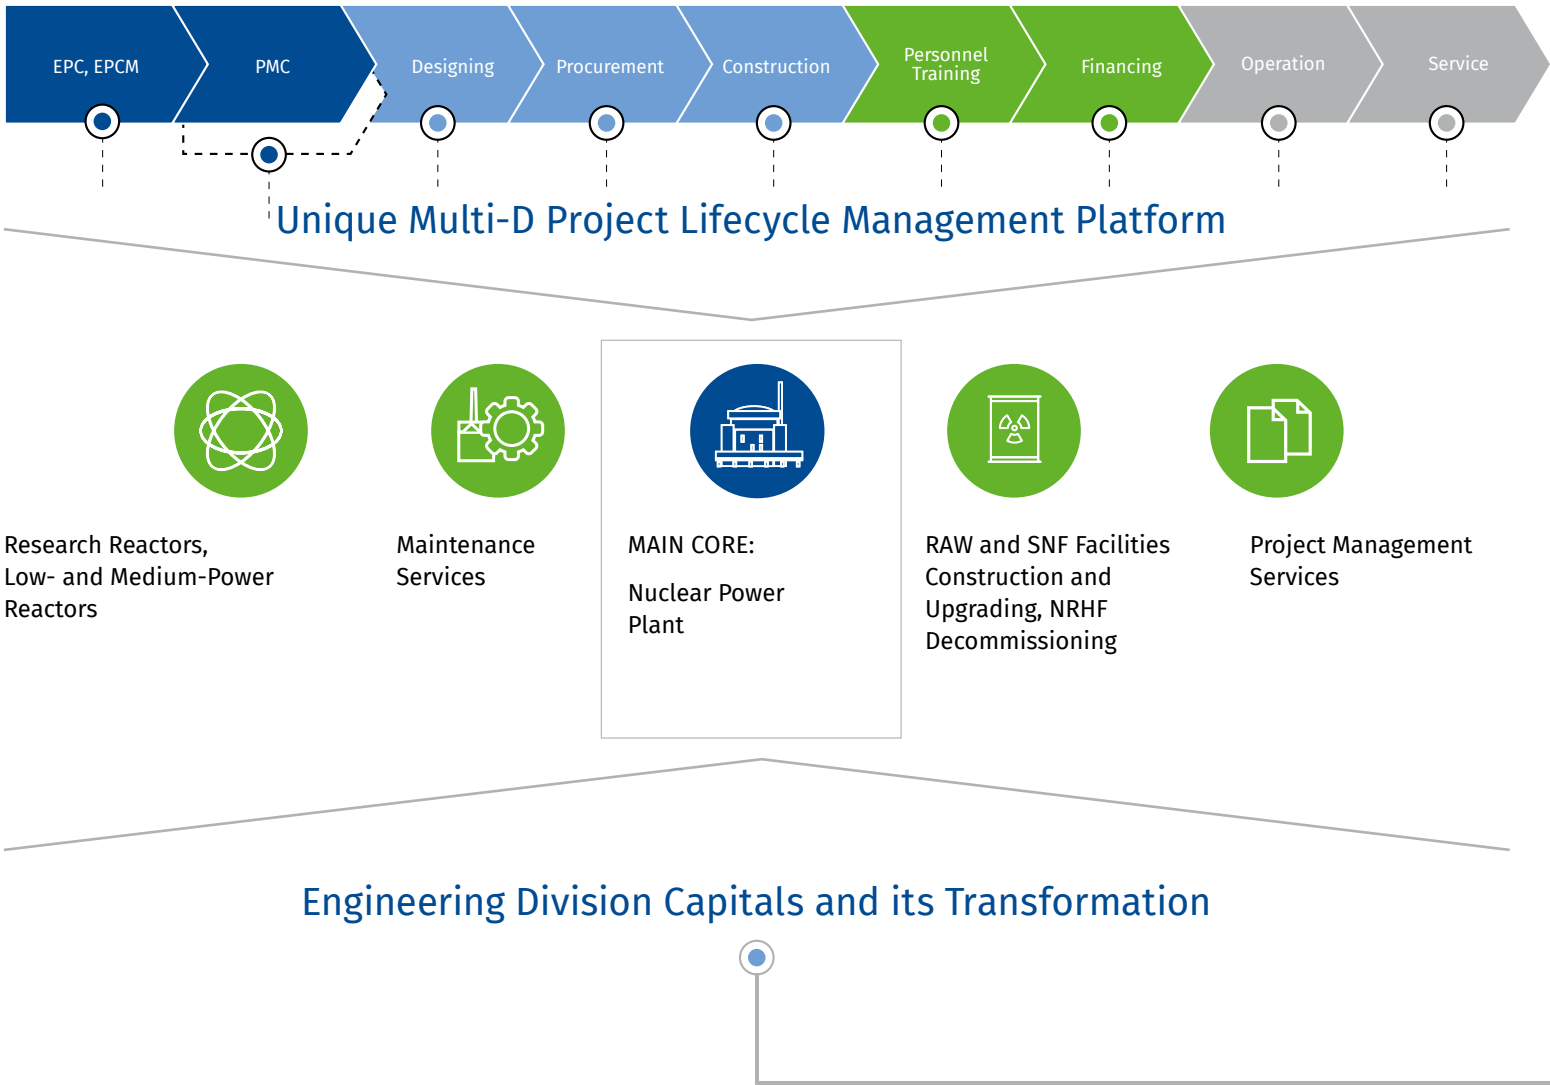 EPC, EPCM
PMC
Designing
Procurement
Construction
Personnel
Training
Financing
Operation
Service
Unique Multi-D Project Lifecycle Management Platform
Research Reactors,
Low- and Medium-Power
Reactors
Maintenance
Services
MAIN CORE:
Nuclear Power
Plant
RAW and SNF Facilities
Construction and
Upgrading, NRHF
Decommissioning
Project Management
Services
Engineering Division Capitals and its Transformation